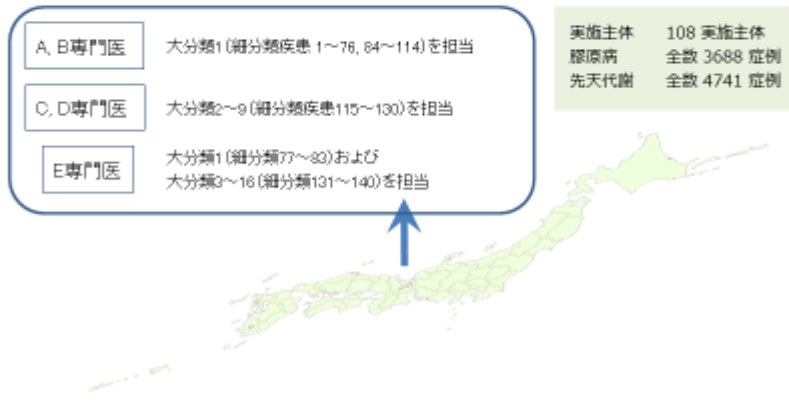 A, B専門医
大分類1(細分類疾患 1～76, 84～114)を担当
C, D専門医
大分類2～9(細分類疾患115～130)を担当
E専門医
大分類1(細分類77～83)および
大分類3～16(細分類131～140)を担当
実施主体 108 実施主体
膠原病 全数 3688 症例
先天代謝 全数 4741 症例